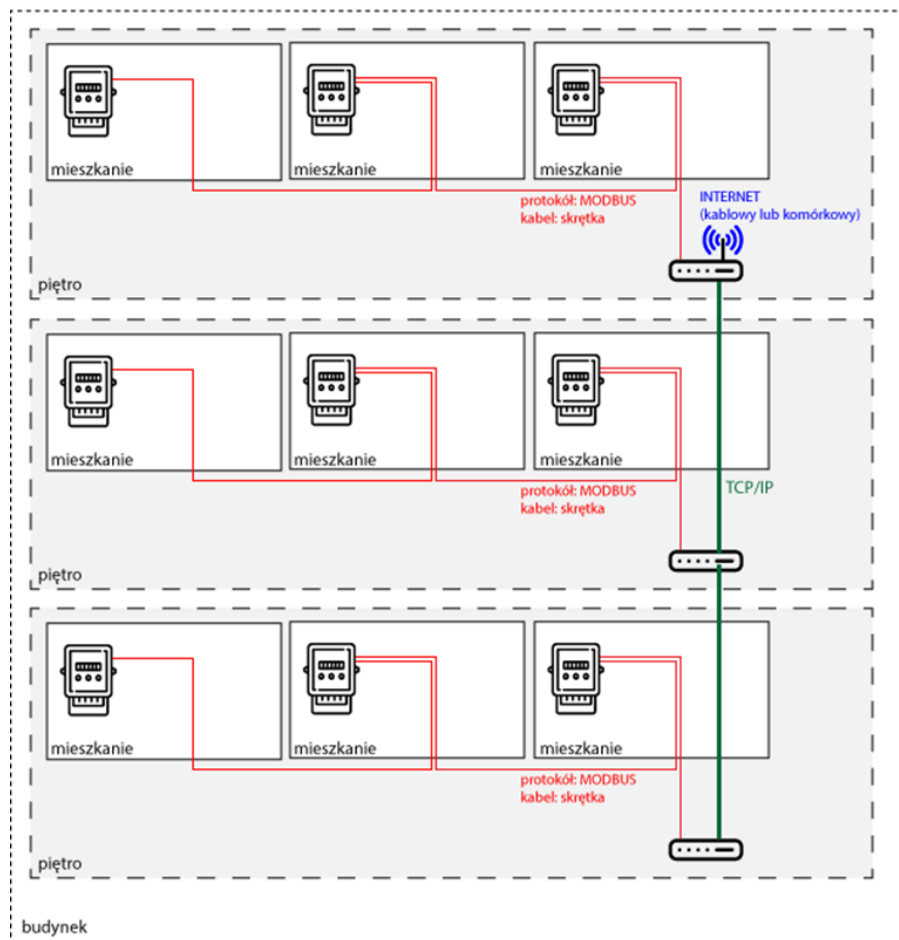 mieszkanie
mieszkanie
mieszkanie
protokół: MODBUS
kabel: skrętka
INTERNET
(kablowy lub komórkowy)
piętro
mieszkanie
mieszkanie
mieszkanie
protokół: MODBUS
kabel: skrętka
TCP/IP
piętro
mieszkanie
mieszkanie
mieszkanie
protokół: MODBUS
kabel: skrętka
piętro
budynek